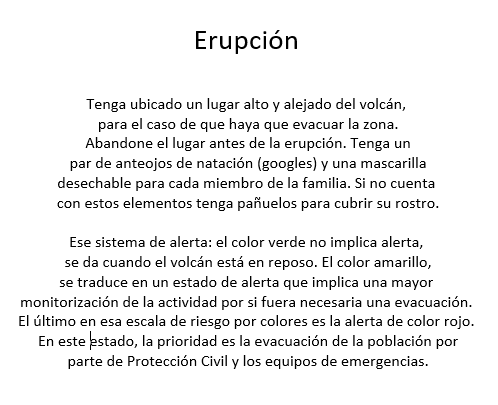 Erupción
Tenga ubicado un lugar alto y alejado del volcán,
para el caso de que haya que evacuar la zona.
Abandone el lugar antes de la erupción. Tenga un
par de anteojos de natación (googles) y una mascarilla
desechable para cada miembro de la familia. Si no cuenta
con estos elementos tenga pañuelos para cubrir su rostro.
Ese sistema de alerta: el color verde no implica alerta,
se da cuando el volcán está en reposo. El color amarillo,
se traduce en un estado de alerta que implica una mayor
monitorización de la actividad por si fuera necesaria una evacuación.
El último en esa escala de riesgo por colores es la alerta de color rojo.
En este estado, la prioridad es la evacuación de la población por
parte de Protección Civil y los equipos de emergencias.